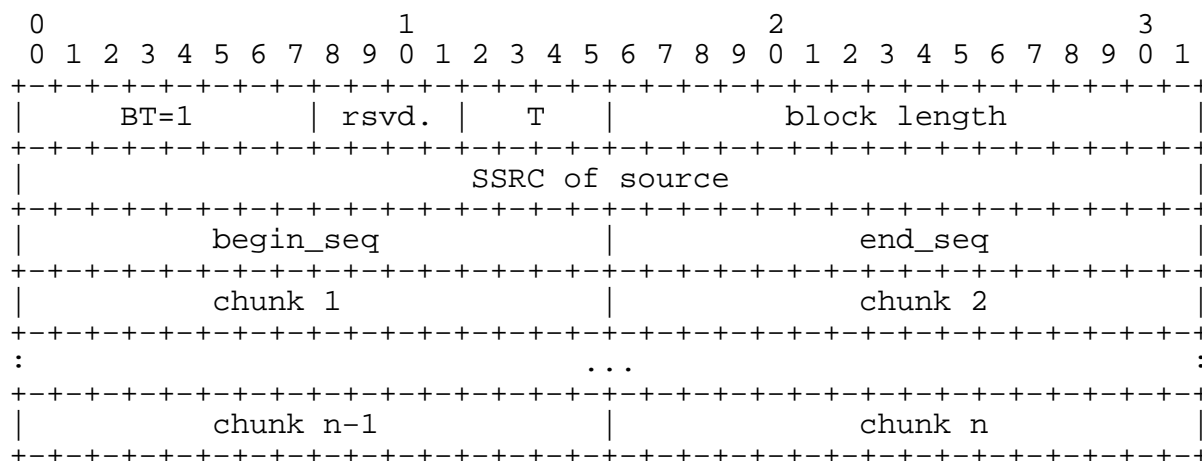 0                   1                   2                   3
 0 1 2 3 4 5 6 7 8 9 0 1 2 3 4 5 6 7 8 9 0 1 2 3 4 5 6 7 8 9 0 1
+-+-+-+-+-+-+-+-+-+-+-+-+-+-+-+-+-+-+-+-+-+-+-+-+-+-+-+-+-+-+-+-+
|     BT=1      | rsvd. |   T   |         block length          |
+-+-+-+-+-+-+-+-+-+-+-+-+-+-+-+-+-+-+-+-+-+-+-+-+-+-+-+-+-+-+-+-+
|                        SSRC of source                         |
+-+-+-+-+-+-+-+-+-+-+-+-+-+-+-+-+-+-+-+-+-+-+-+-+-+-+-+-+-+-+-+-+
|          begin_seq            |             end_seq           |
+-+-+-+-+-+-+-+-+-+-+-+-+-+-+-+-+-+-+-+-+-+-+-+-+-+-+-+-+-+-+-+-+
|          chunk 1              |             chunk 2           |
+-+-+-+-+-+-+-+-+-+-+-+-+-+-+-+-+-+-+-+-+-+-+-+-+-+-+-+-+-+-+-+-+
:                              ...                              :
+-+-+-+-+-+-+-+-+-+-+-+-+-+-+-+-+-+-+-+-+-+-+-+-+-+-+-+-+-+-+-+-+
|          chunk n-1            |             chunk n           |
+-+-+-+-+-+-+-+-+-+-+-+-+-+-+-+-+-+-+-+-+-+-+-+-+-+-+-+-+-+-+-+-+